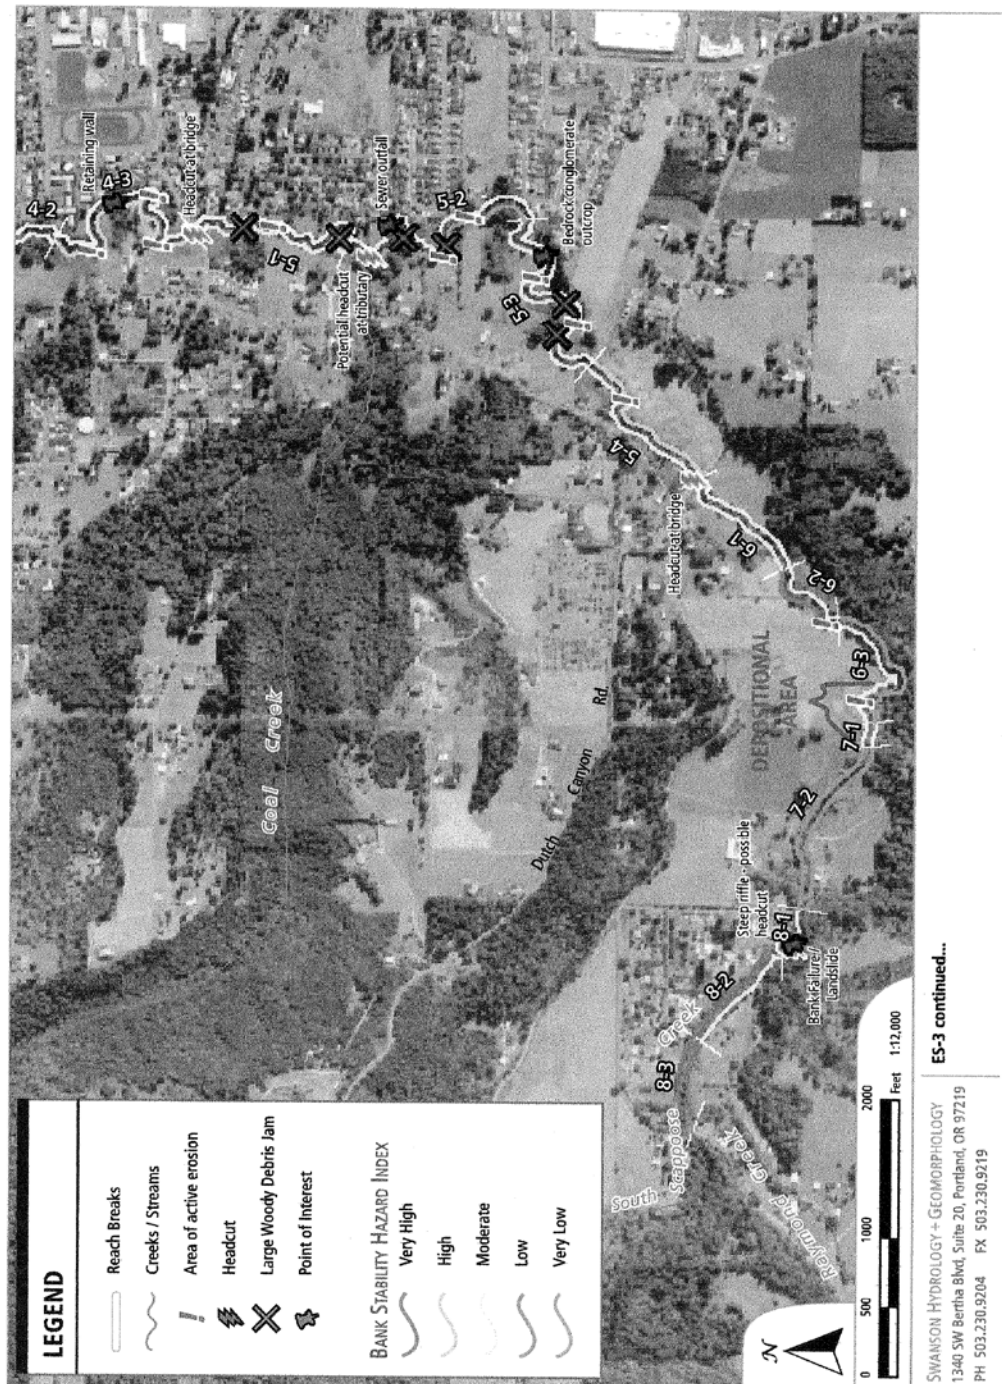 4-2
Retaining wall
4-3
Headcut at bridge
5-1
Potential headcut
at tributary
Sewer outfall
5-2
Bedrock conglomerate
outcrop
5-3
5-4
Headcut at bridge
6-1
6-2
6-3
DEPOSITIONAL
AREA
7-1
7-2
Coal Creek
Dutch Canyon Rd.
Steep riffle - possible
headcut
8-1
Bank Failure/
Landslide
8-2
8-3
South Scappoose Creek
Raymond Creek
LEGEND
Reach Breaks
Creeks / Streams
Area of active erosion
Headcut
Large Woody Debris Jam
Point of Interest
BANK STABILITY HAZARD INDEX
Very High
High
Moderate
Low
Very Low
N
0 500 1000 2000
Feet 1:12,000
SWANSON HYDROLOGY + GEOMORPHOLOGY
1340 SW Bertha Blvd, Suite 20, Portland, OR 97219
PH 503.230.9204 FX 503.230.9219
ES-3 continued...